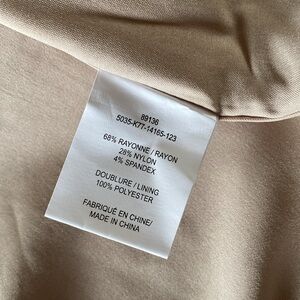 89136
5035-K77-14165-123
68% RAYONNE / RAYON
28% NYLON
4% SPANDEX
DOUBLURE / LINING
100% POLYESTER
FABRIQUÉ EN CHINE/
MADE IN CHINA